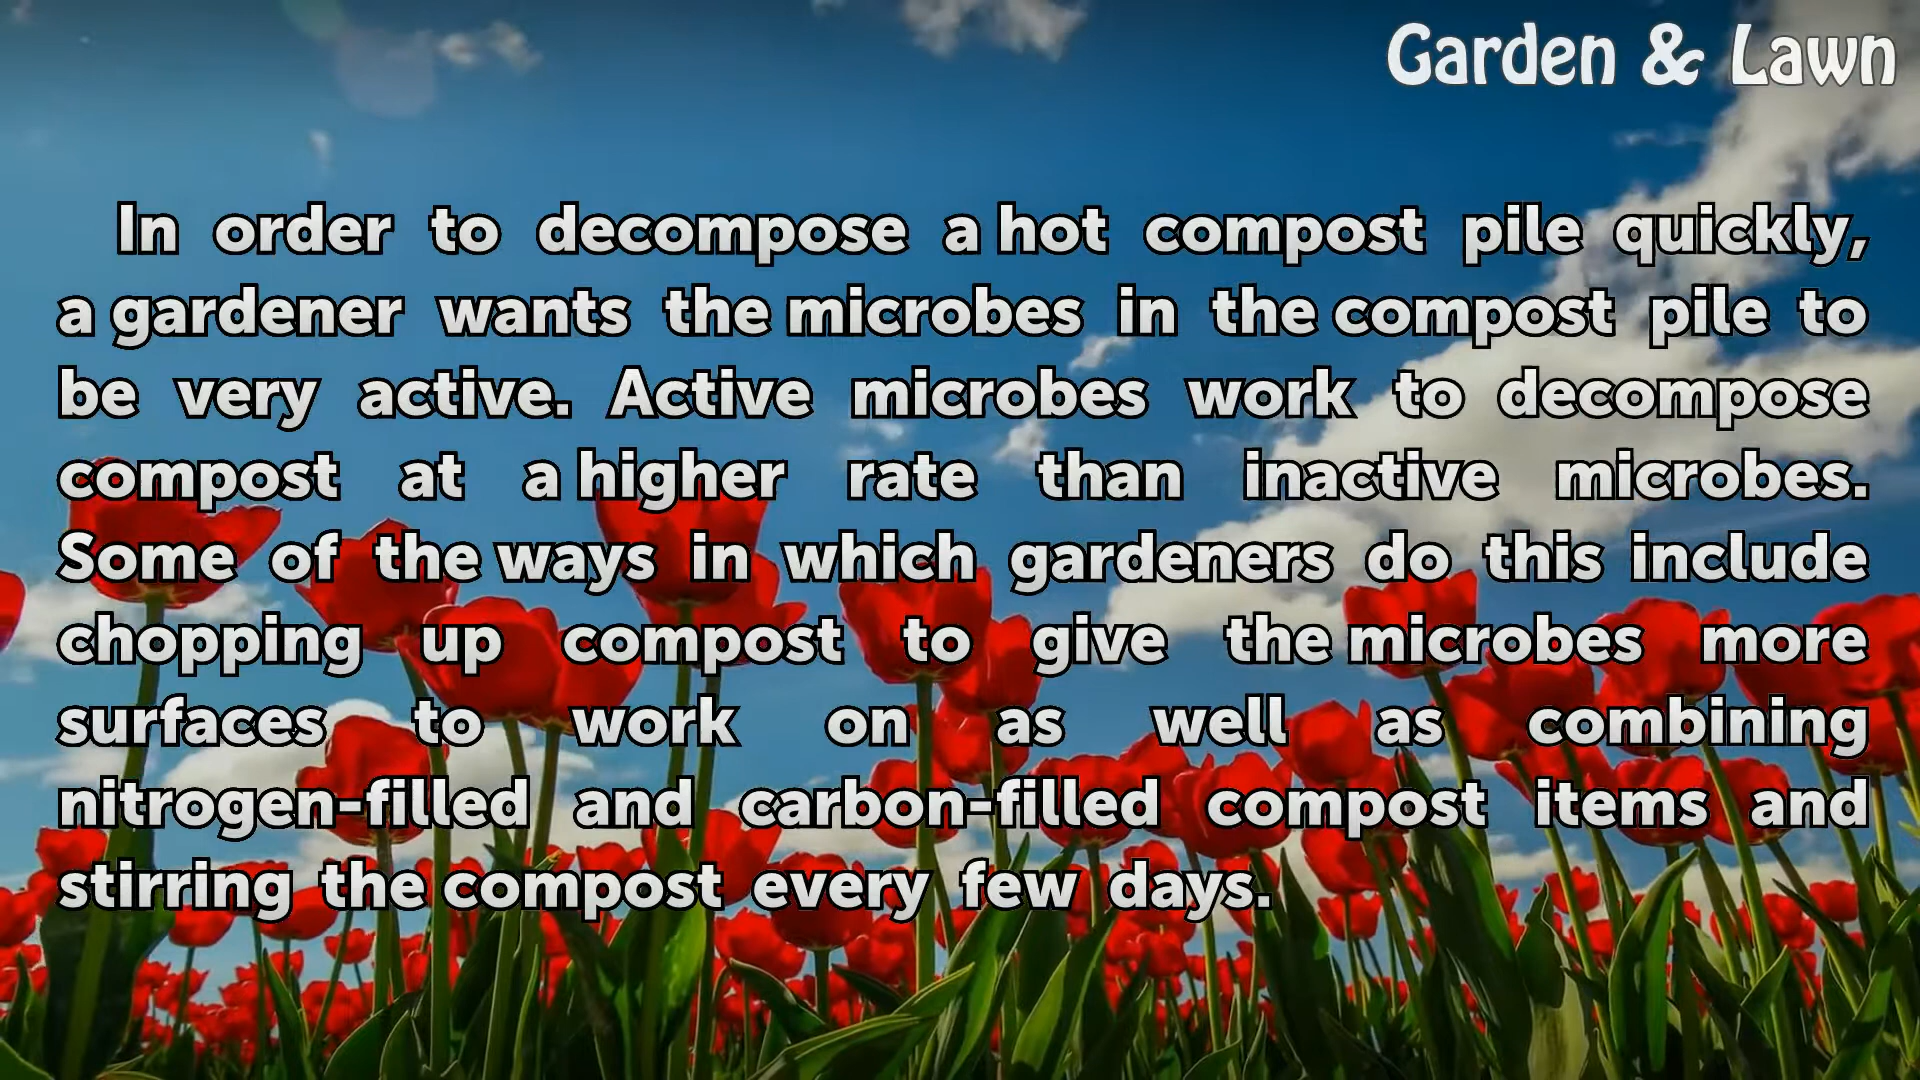 Garden & Lawn
In order to decompose a hot compost pile quickly,
a gardener wants the microbes in the compost pile to
be very active. Active microbes work to decompose
compost at a higher rate than inactive microbes.
Some of the ways in which gardeners do this include
chopping up compost to give the microbes more
surfaces to work on as well as combining
nitrogen-filled and carbon-filled compost items and
stirring the compost every few days.